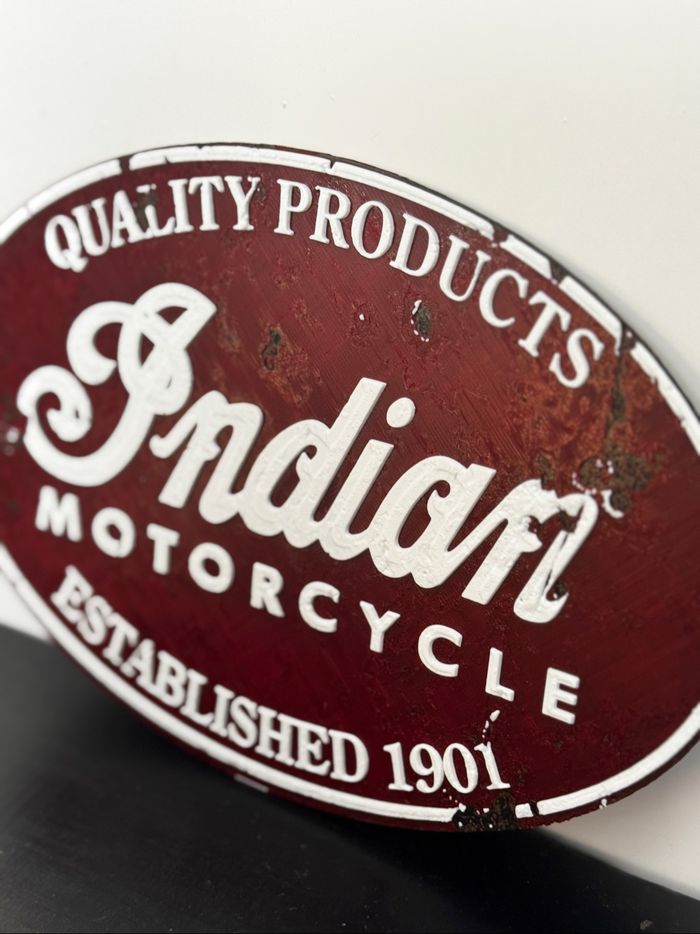 QUALITY PRODUCTS
Indian
MOTORCYCLE
ESTABLISHED 1901